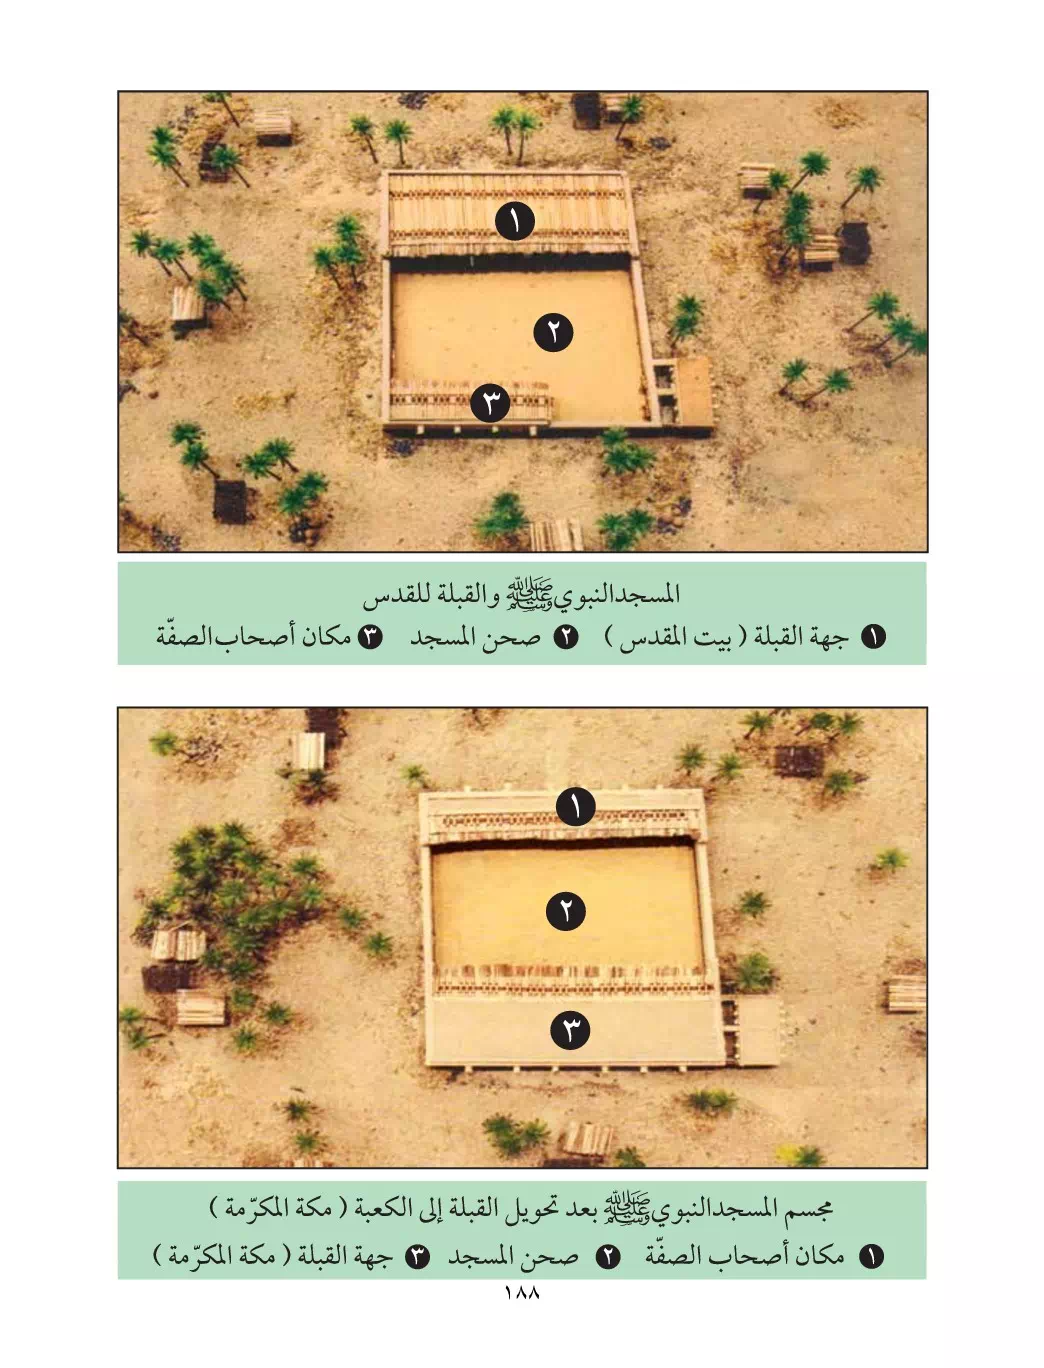 ١
٢
٣
المسجد النبوي ﷺ والقبلة للقدس
١ جهة القبلة ( بيت المقدس ) ٢ صحن المسجد ٣ مكان أصحاب الصفّة
١
٢
٣
مجسم المسجد النبوي ﷺ بعد تحويل القبلة إلى الكعبة ( مكة المكرّمة )
١ مكان أصحاب الصفّة ٢ صحن المسجد ٣ جهة القبلة ( مكة المكرّمة )
١٨٨